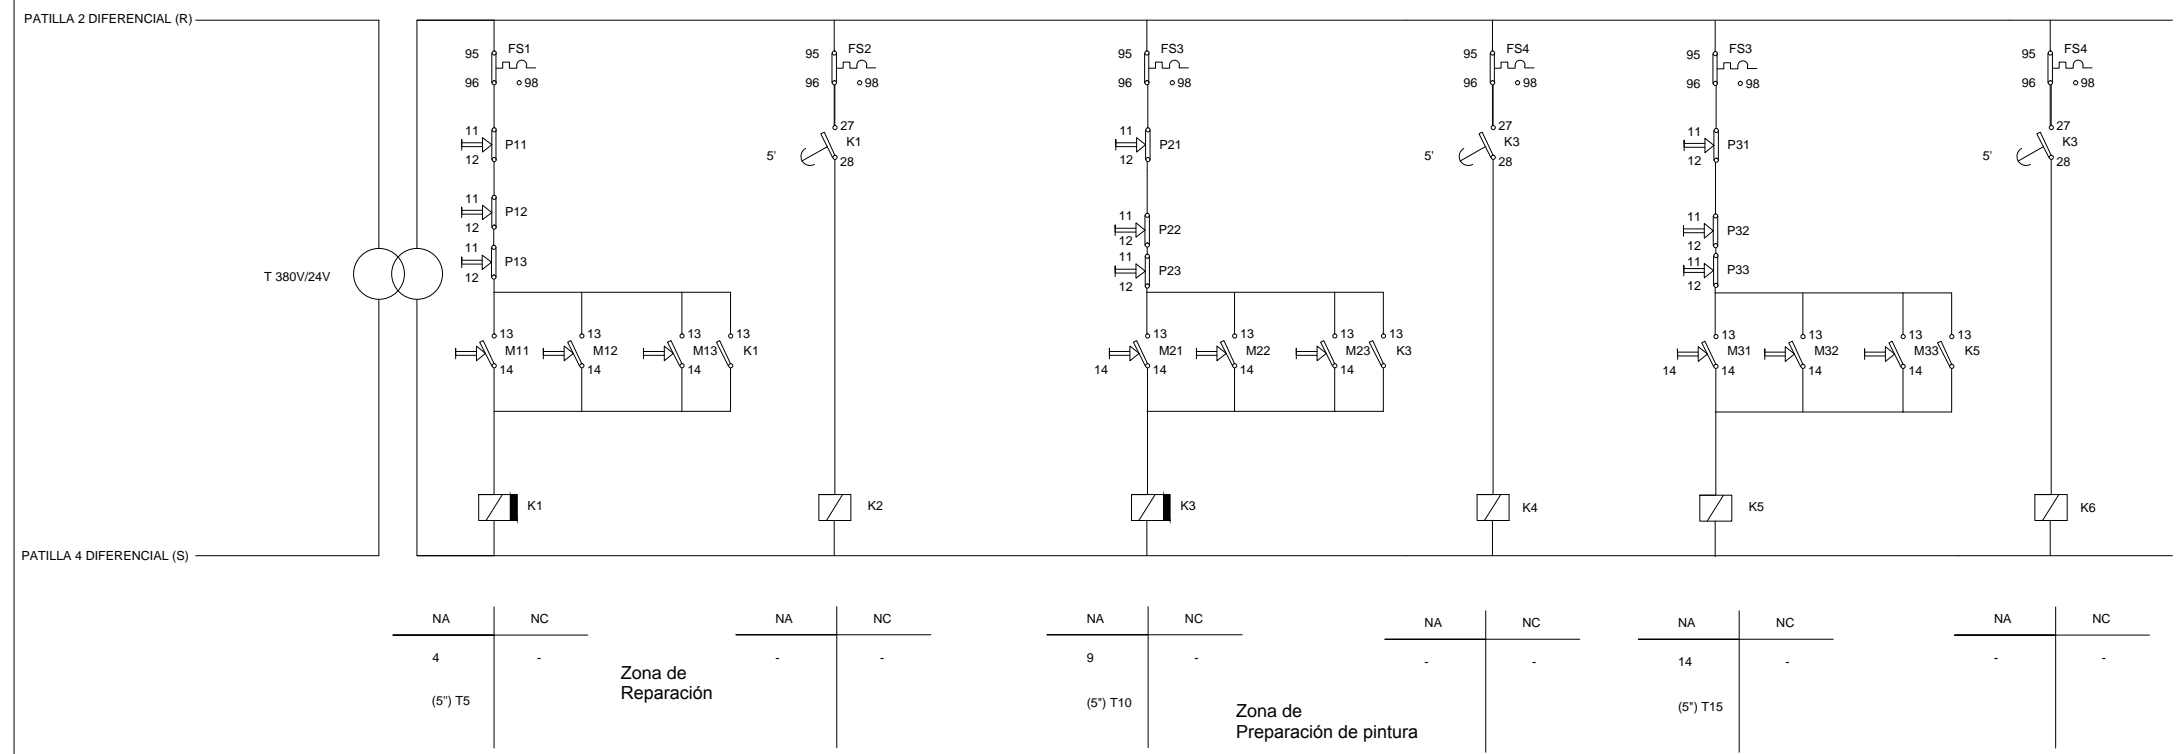 PATILLA 2 DIFERENCIAL (R)
95 FS1
96 98
95 FS2
96 98
95 FS3
96 98
95 FS4
96 98
95 FS3
96 98
95 FS4
96 98
11
P11
12
27
K1
5'
28
11
P21
12
27
K3
5'
28
11
P31
12
27
K3
5'
28
11
P12
12
11
P13
12
11
P22
12
11
P23
12
11
P32
12
11
P33
12
T 380V/24V
13 13 13 13
M11 M12 M13 K1
14 14 14
13 13 13 13
M21 M22 M23 K3
14 14 14 14
13 13 13 13
M31 M32 M33 K5
14 14 14 14
K1 K2 K3 K4 K5 K6
PATILLA 4 DIFERENCIAL (S)
NA NC
4 -
(5") T5
Zona de
Reparación
NA NC
- -
NA NC
9 -
(5") T10
Zona de
Preparación de pintura
NA NC
- -
NA NC
14 -
(5") T15
NA NC
- -